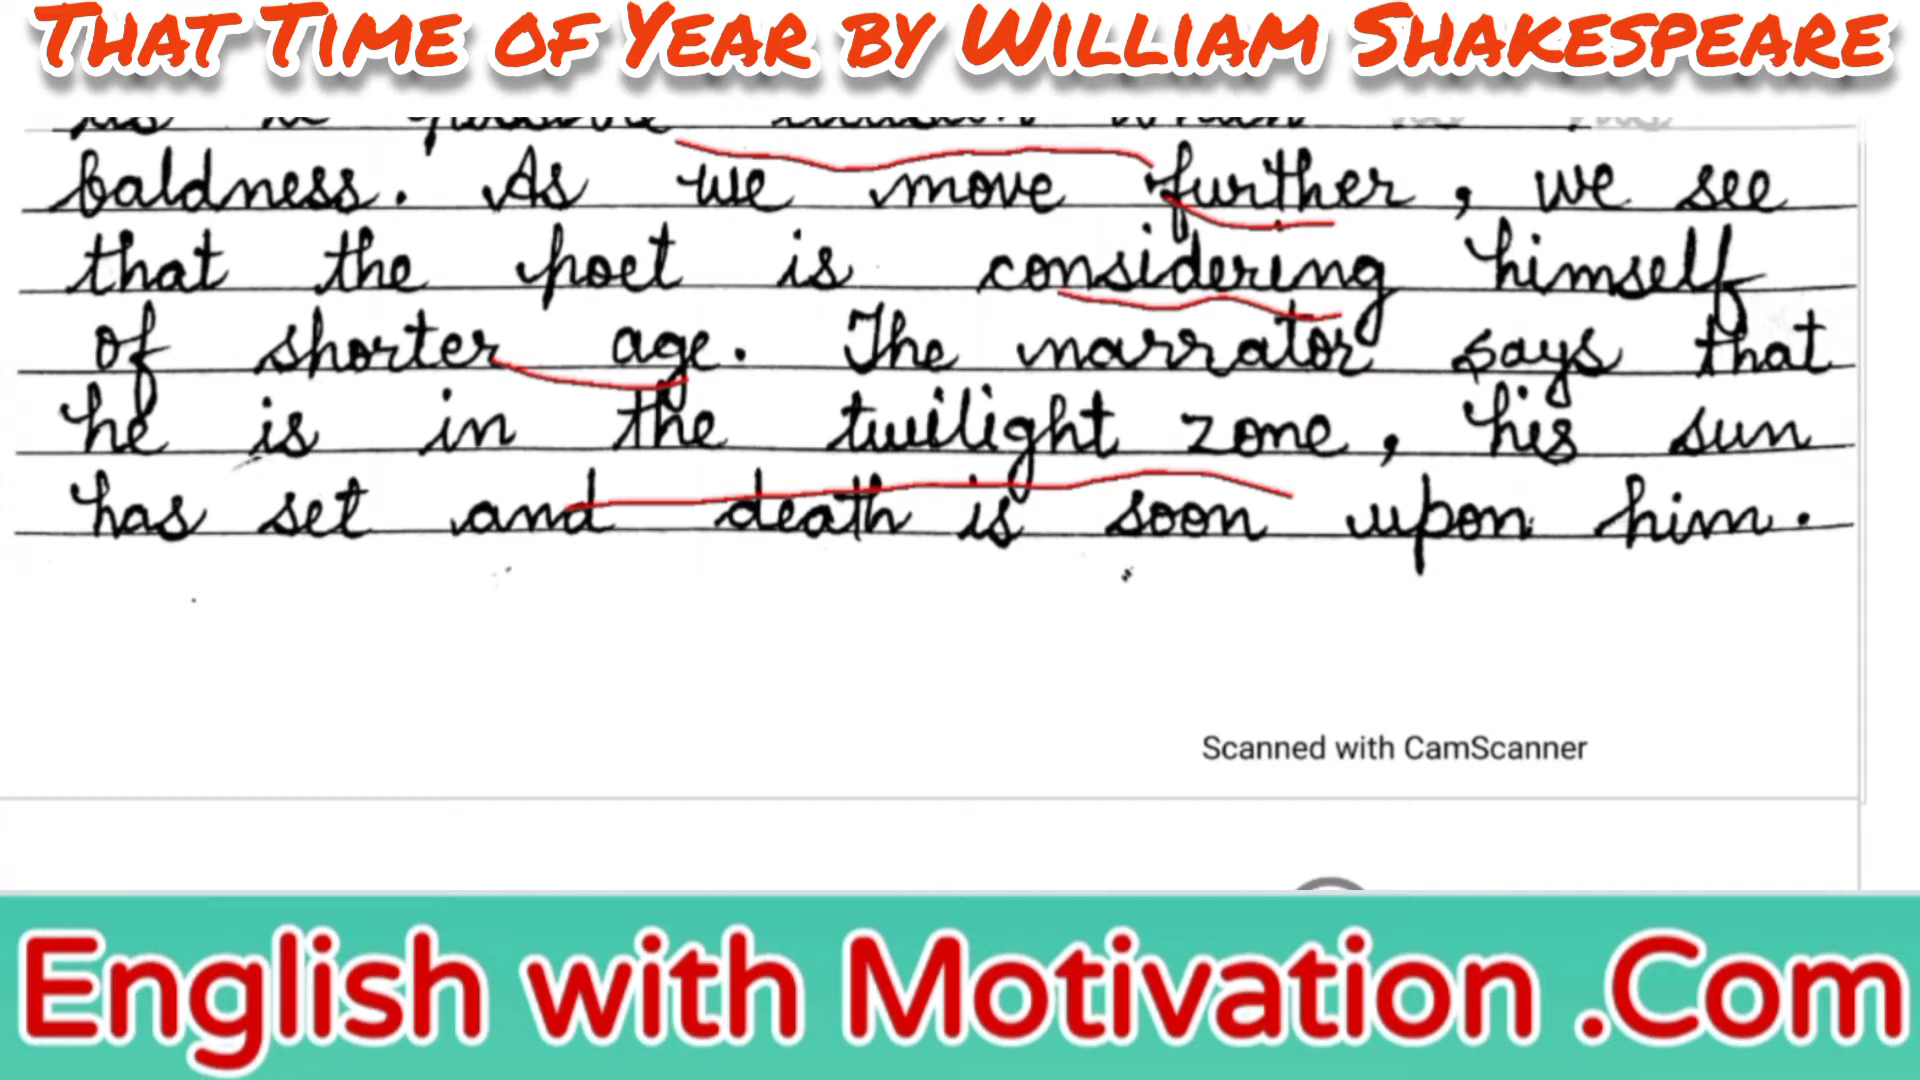 THAT TIME OF YEAR BY WILLIAM SHAKESPEARE
baldness. As we move further, we see
that the poet is considering himself
of shorter age. The narrator says that
he is in the twilight zone, his sun
has set and death is soon upon him.
Scanned with CamScanner
English with Motivation .Com